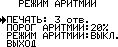 РЕЖИМ АРИТМИИ
▶ПЕЧАТЬ: 3 отв.
ПОРОГ АРИТМИИ:20%
РЕЖИМ АРИТМИИ:ВЫКЛ.
ВЫХОД